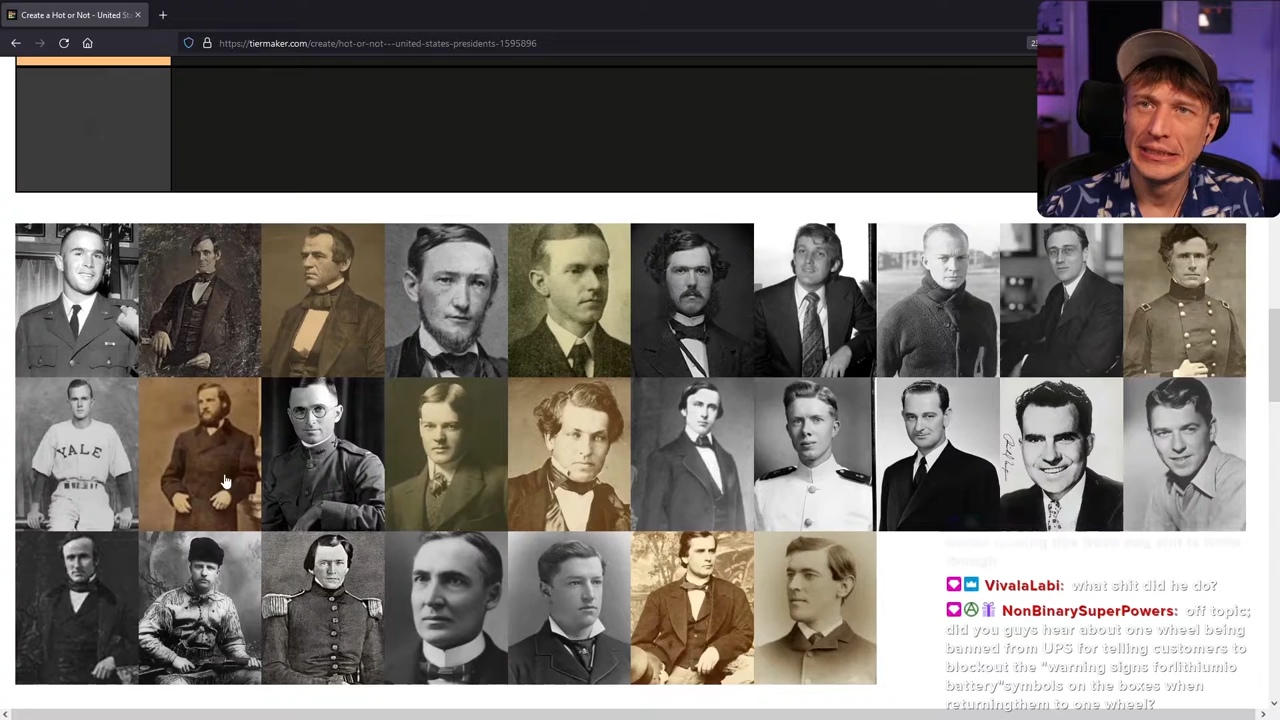 Create a Hot or Not - United St
https://tiermaker.com/create/hot-or-not---united-states-presidents-1595896
YALE
VivalaLabi: what shit did he do?
NonBinarySuperPowers: off topic;
did you guys hear about one wheel being
banned from UPS for telling customers to
blockout the "warning signs forlithiumio
battery"symbols on the boxes when
returningthem to one wheel?